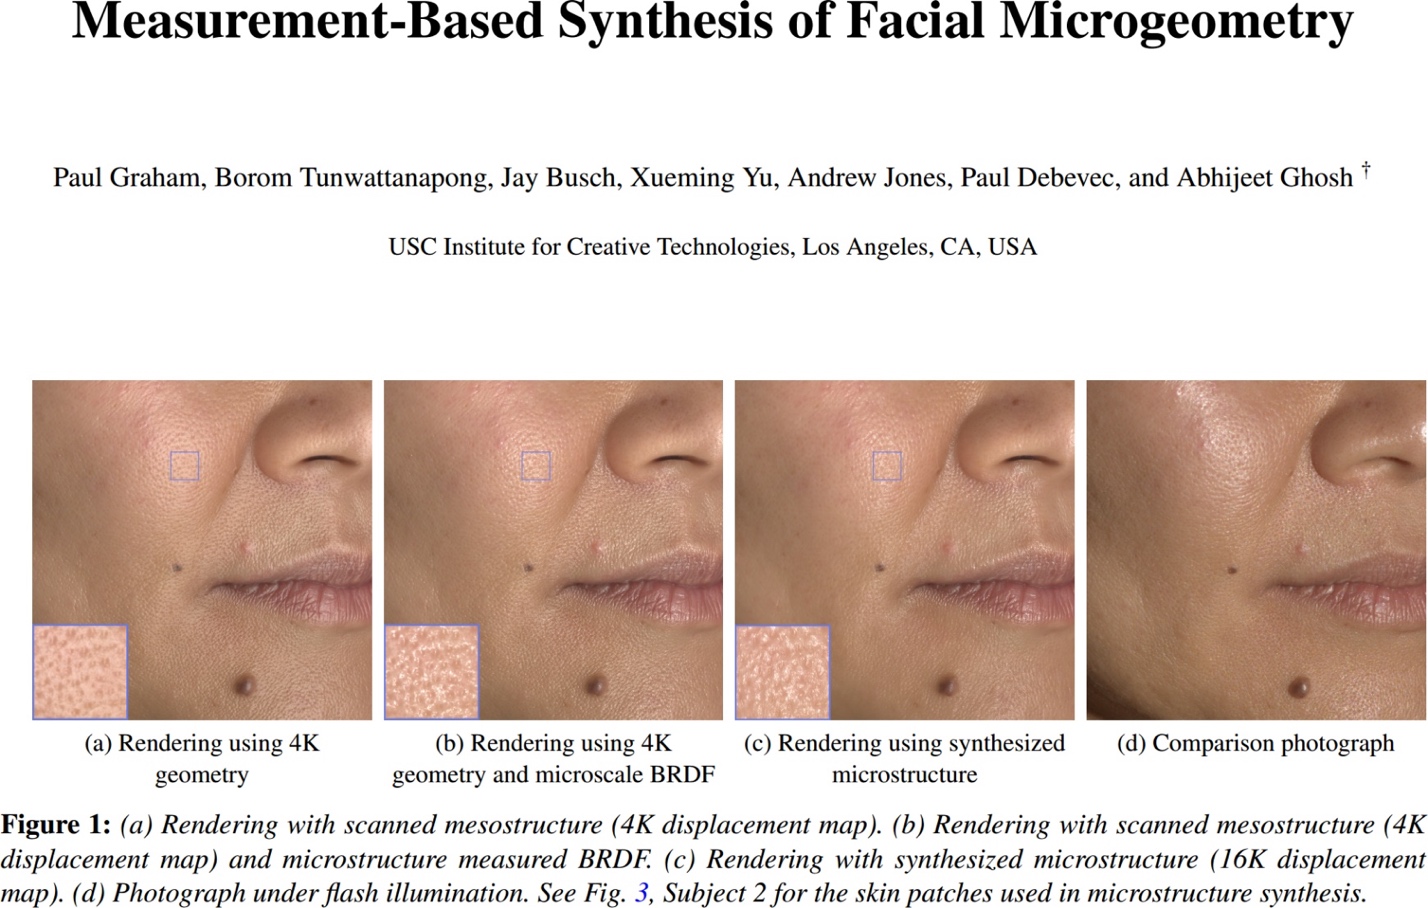 Measurement-Based Synthesis of Facial Microgeometry
Paul Graham, Borom Tunwattanapong, Jay Busch, Xueming Yu, Andrew Jones, Paul Debevec, and Abhijeet Ghosh †
USC Institute for Creative Technologies, Los Angeles, CA, USA
(a) Rendering using 4K
geometry
(b) Rendering using 4K
geometry and microscale BRDF
(c) Rendering using synthesized
microstructure
(d) Comparison photograph
Figure 1: (a) Rendering with scanned mesostructure (4K displacement map). (b) Rendering with scanned mesostructure (4K
displacement map) and microstructure measured BRDF. (c) Rendering with synthesized microstructure (16K displacement
map). (d) Photograph under flash illumination. See Fig. 3, Subject 2 for the skin patches used in microstructure synthesis.